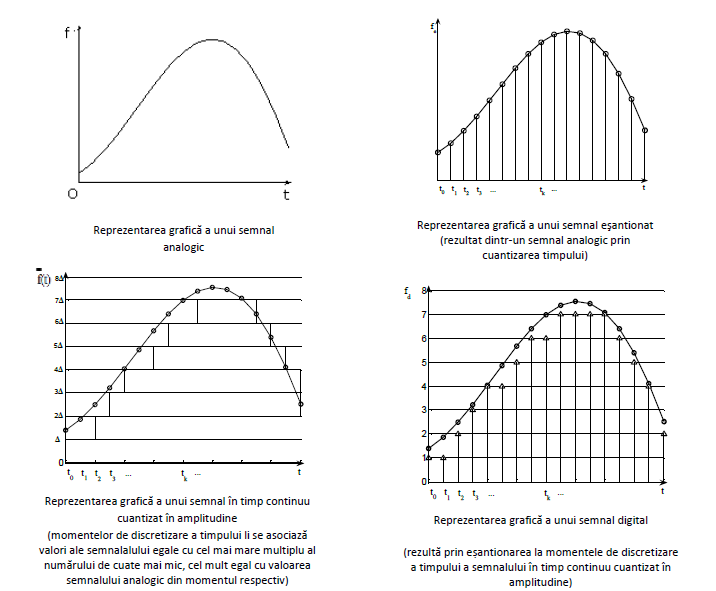 f
O
t
Reprezentarea grafică a unui semnal
analogic
fe
t0 t1 t2 t3 ... tk ... t
Reprezentarea grafică a unui semnal eșantionat
(rezultat dintr-un semnal analogic prin
cuantizarea timpului)
f(t)
8Δ
7Δ
6Δ
5Δ
4Δ
3Δ
2Δ
Δ
0
t0 t1 t2 t3 ... tk ... t
Reprezentarea grafică a unui semnal în timp continuu
cuantizat în amplitudine
(momentelor de discretizare a timpului li se asociază
valori ale semnalalului egale cu cel mai mare multiplu al
numărului de cuate mai mic, cel mult egal cu valoarea
semnalului analogic din momentul respectiv)
fd
8
7
6
5
4
3
2
1
0
t0 t1 t2 t3 ... tk ... t
Reprezentarea grafică a unui semnal digital
(rezultă prin eșantionarea la momentele de discretizare
a timpului a semnalului în timp continuu cuantizat în
amplitudine)